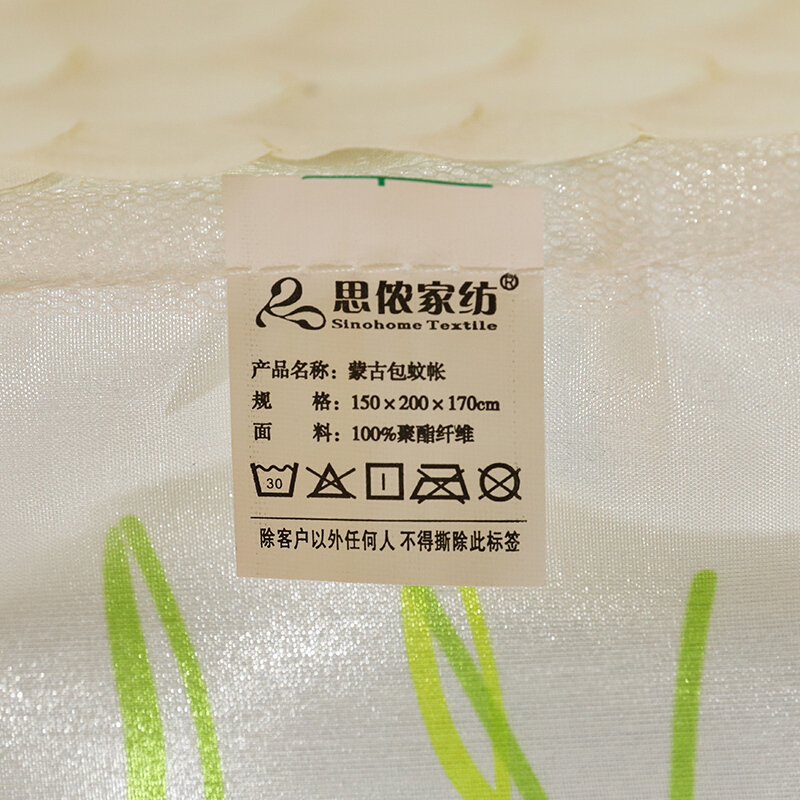 思侬家纺®
Sinohome Textile
产品名称：蒙古包蚊帐
规 格：150×200×170cm
面 料：100%聚酯纤维
30
除客户以外任何人 不得撕除此标签